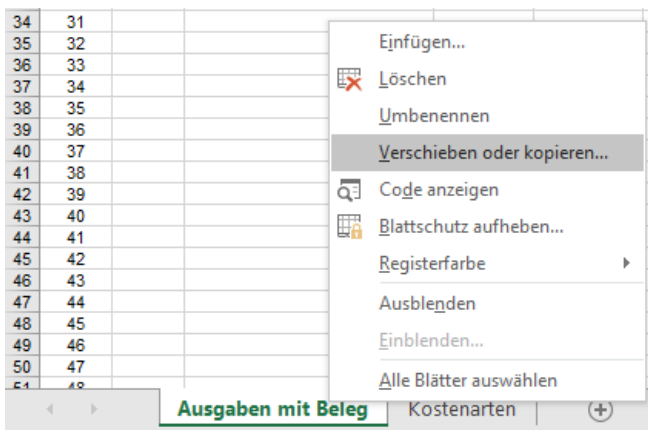 34 31
35 32
36 33
37 34
38 35
39 36
40 37
41 38
42 39
43 40
44 41
45 42
46 43
47 44
48 45
49 46
50 47
51 48
Einfügen...
Löschen
Umbenennen
Verschieben oder kopieren...
Code anzeigen
Blattschutz aufheben...
Registerfarbe
Ausblenden
Einblenden...
Alle Blätter auswählen
Ausgaben mit Beleg Kostenarten